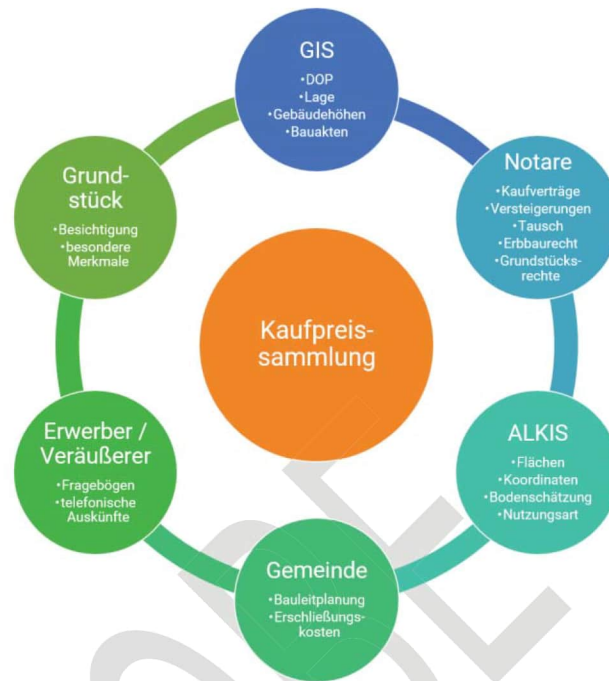 GIS
•DOP
•Lage
•Gebäudehöhen
•Bauakten
Notare
•Kaufverträge
•Versteigerungen
•Tausch
•Erbbaurecht
•Grundstücks-
rechte
ALKIS
•Flächen
•Koordinaten
•Bodenschätzung
•Nutzungsart
Gemeinde
•Bauleitplanung
•Erschließungs-
kosten
Erwerber /
Veräußerer
•Fragebögen
•telefonische
Auskünfte
Grund-
stück
•Besichtigung
•besondere
Merkmale
Kaufpreis-
sammlung